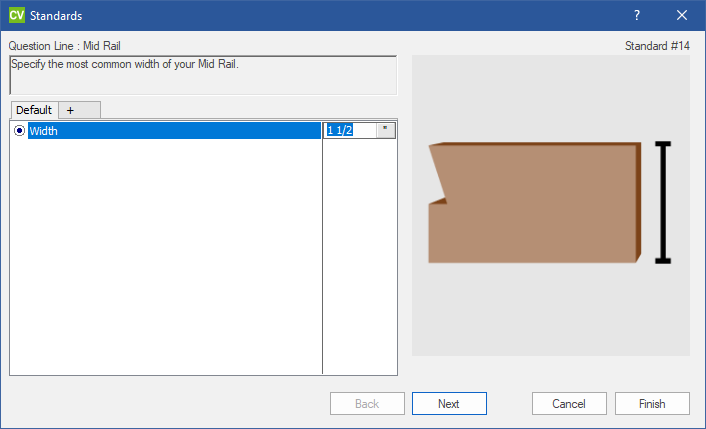 CV Standards ?
Question Line : Mid Rail
Standard #14
Specify the most common width of your Mid Rail.
Default +
Width 1 1/2 "
Back Next Cancel Finish